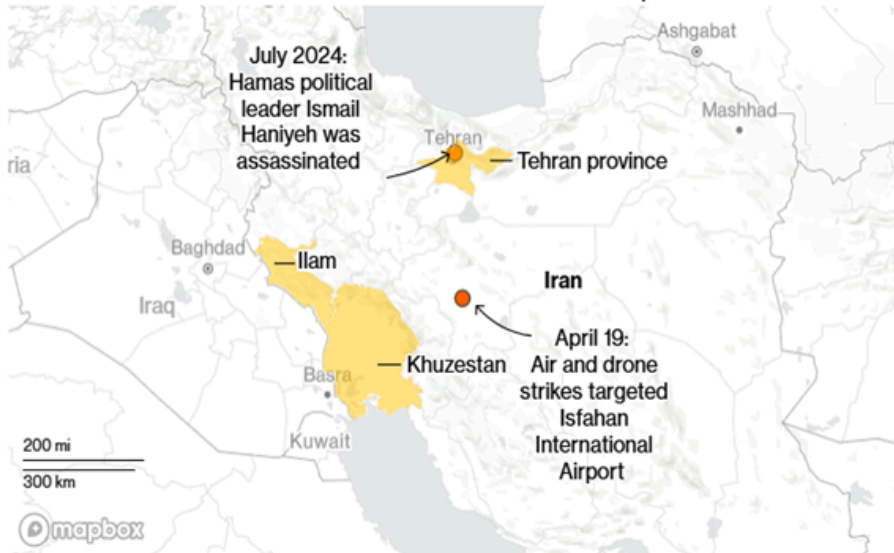 Ashgabat
July 2024:
Hamas political
leader Ismail
Haniyeh was
assassinated
Mashhad
Tehran
Tehran province
ria
Baghdad
Ilam
Iran
Iraq
April 19:
Air and drone
strikes targeted
Isfahan
International
Airport
Khuzestan
Basra
Kuwait
200 mi
300 km
mapbox